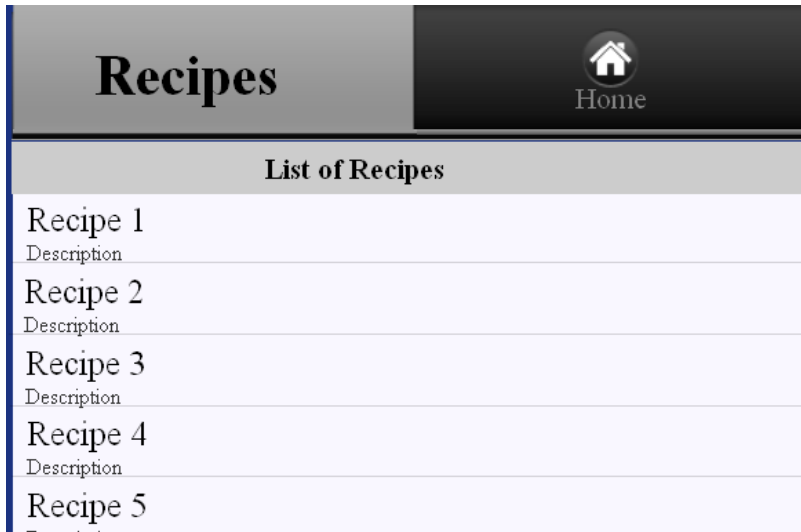 Recipes
Home
List of Recipes
Recipe 1
Description
Recipe 2
Description
Recipe 3
Description
Recipe 4
Description
Recipe 5